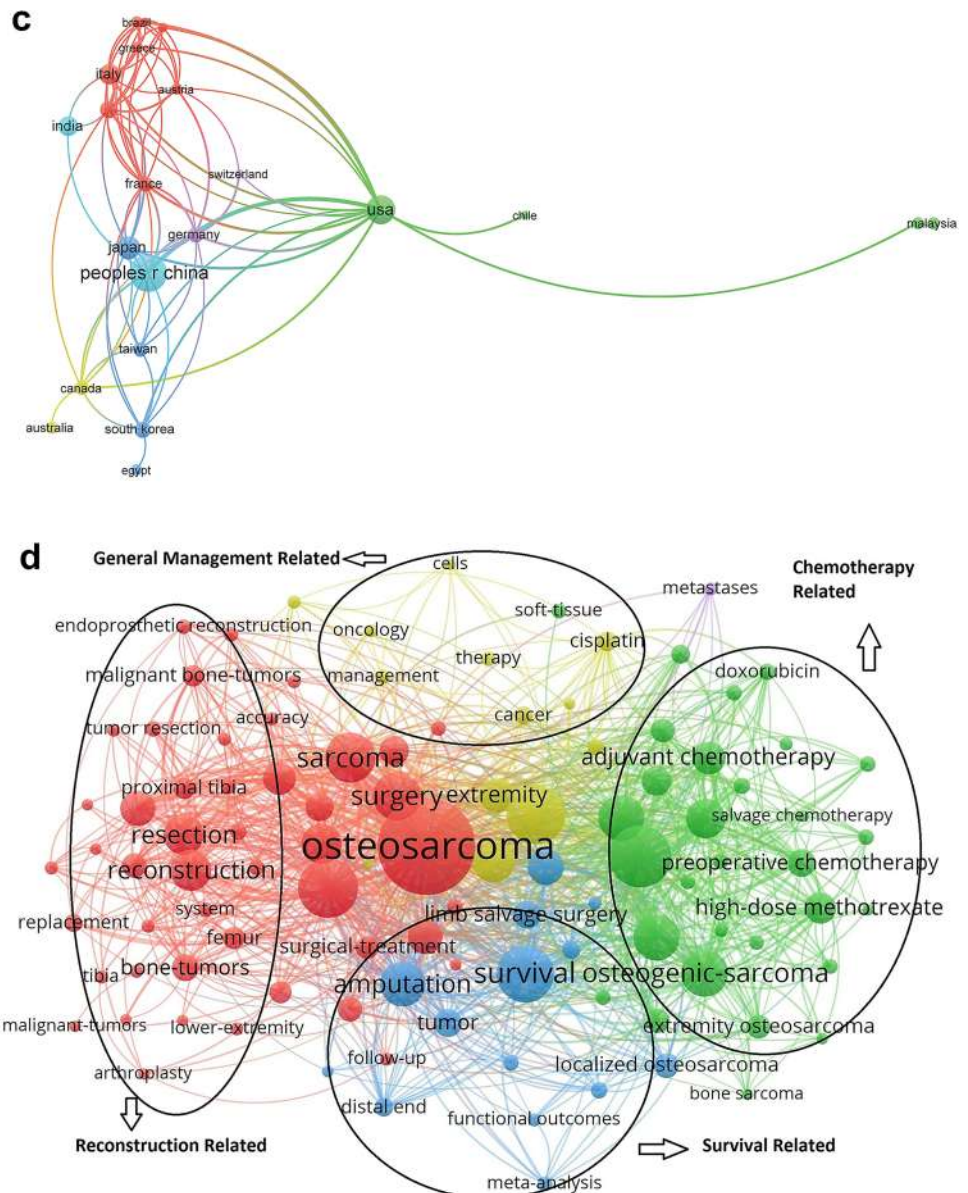 c
brazil
greece
italy
austria
india
switzerland
france
usa
chile
malaysia
germany
japan
peoples r china
taiwan
canada
australia
south korea
egypt
d
General Management Related
Chemotherapy
Related
cells
metastases
soft-tissue
endoprosthetic reconstruction
oncology
cisplatin
therapy
malignant bone-tumors
management
doxorubicin
accuracy
cancer
tumor resection
sarcoma
adjuvant chemotherapy
proximal tibia
surgery
extremity
salvage chemotherapy
resection
osteosarcoma
preoperative chemotherapy
reconstruction
system
limb salvage surgery
high-dose methotrexate
replacement
femur
surgical-treatment
tibia
bone-tumors
amputation
survival
osteogenic-sarcoma
malignant-tumors
lower-extremity
tumor
extremity osteosarcoma
follow-up
localized osteosarcoma
arthroplasty
bone sarcoma
distal end
functional outcomes
Reconstruction Related
Survival Related
meta-analysis